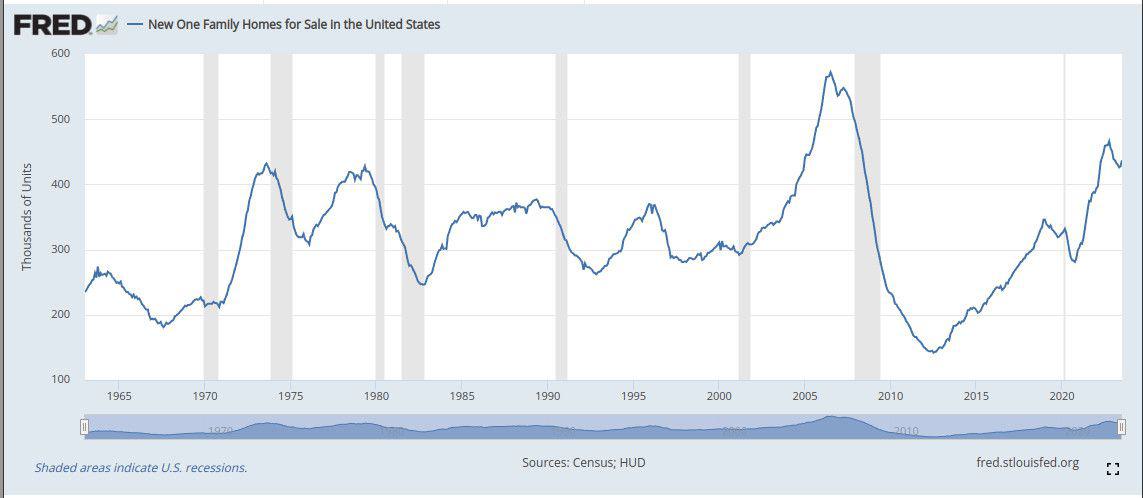 FRED
New One Family Homes for Sale in the United States
600
500
400
300
200
100
Thousands of Units
1965 1970 1975 1980 1985 1990 1995 2000 2005 2010 2015 2020
1970 2010
Shaded areas indicate U.S. recessions.
Sources: Census; HUD
fred.stlouisfed.org